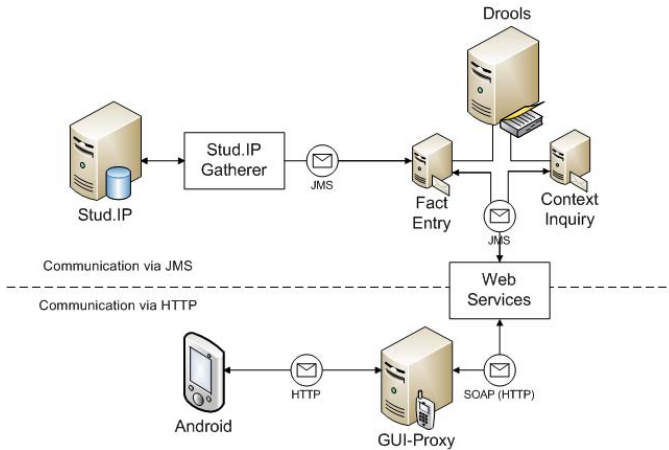 Drools
Stud.IP
Gatherer
JMS
Stud.IP
Fact
Entry
Context
Inquiry
JMS
Communication via JMS
Web
Services
Communication via HTTP
HTTP
SOAP (HTTP)
Android
GUI-Proxy